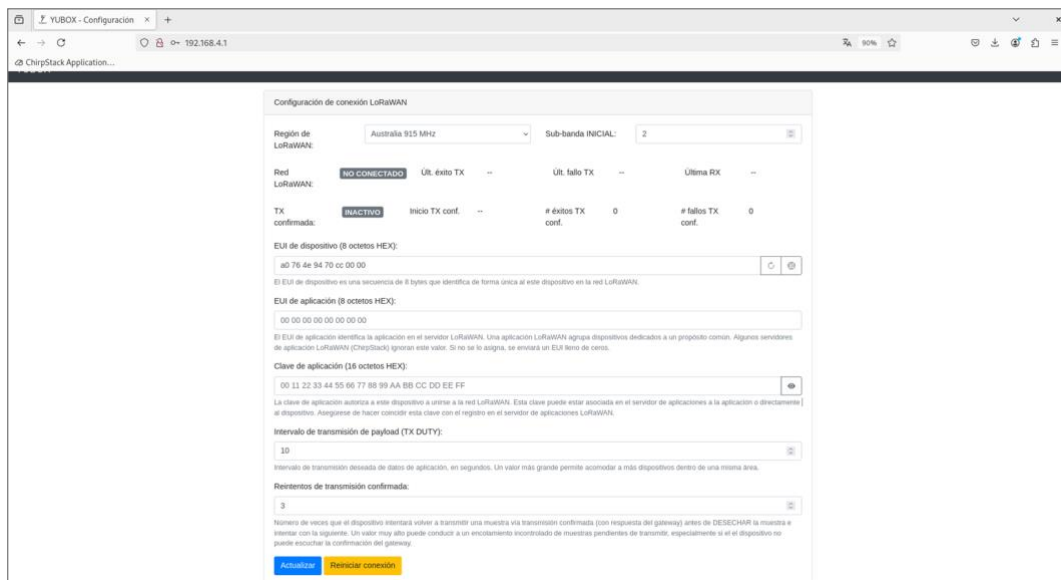 YUBOX - Configuración
192.168.4.1
90%
ChirpStack Application...
Configuración de conexión LoRaWAN
Región de LoRaWAN: Australia 915 MHz Sub-banda INICIAL: 2
Red LoRaWAN: NO CONECTADO Últ. éxito TX -- Últ. fallo TX -- Última RX --
TX confirmada: INACTIVO Inicio TX conf. -- # éxitos TX conf. 0 # fallos TX conf. 0
EUI de dispositivo (8 octetos HEX):
a0 76 4e 94 70 cc 00 00
El EUI de dispositivo es una secuencia de 8 bytes que identifica de forma única al este dispositivo en la red LoRaWAN.
EUI de aplicación (8 octetos HEX):
00 00 00 00 00 00 00 00
El EUI de aplicación identifica la aplicación en el servidor LoRaWAN. Una aplicación LoRaWAN agrupa dispositivos dedicados a un propósito común. Algunos servidores
de aplicación LoRaWAN (ChirpStack) ignoran este valor. Si no se lo asigna, se enviará un EUI lleno de ceros.
Clave de aplicación (16 octetos HEX):
00 11 22 33 44 55 66 77 88 99 AA BB CC DD EE FF
La clave de aplicación autoriza a este dispositivo a unirse a la red LoRaWAN. Esta clave puede estar asociada en el servidor de aplicaciones a la aplicación o directamente
al dispositivo. Asegúrese de hacer coincidir esta clave con el registro en el servidor de aplicaciones LoRaWAN.
Intervalo de transmisión de payload (TX DUTY):
10
Intervalo de transmisión deseada de datos de aplicación, en segundos. Un valor más grande permite acomodar a más dispositivos dentro de una misma área.
Reintentos de transmisión confirmada:
3
Número de veces que el dispositivo intentará volver a transmitir una muestra vía transmisión confirmada (con respuesta del gateway) antes de DESECHAR la muestra e
intentar con la siguiente. Un valor muy alto puede conducir a un encolamiento incontrolado de muestras pendientes de transmitir, especialmente si el el dispositivo no
puede escuchar la confirmación del gateway.
Actualizar Reiniciar conexión